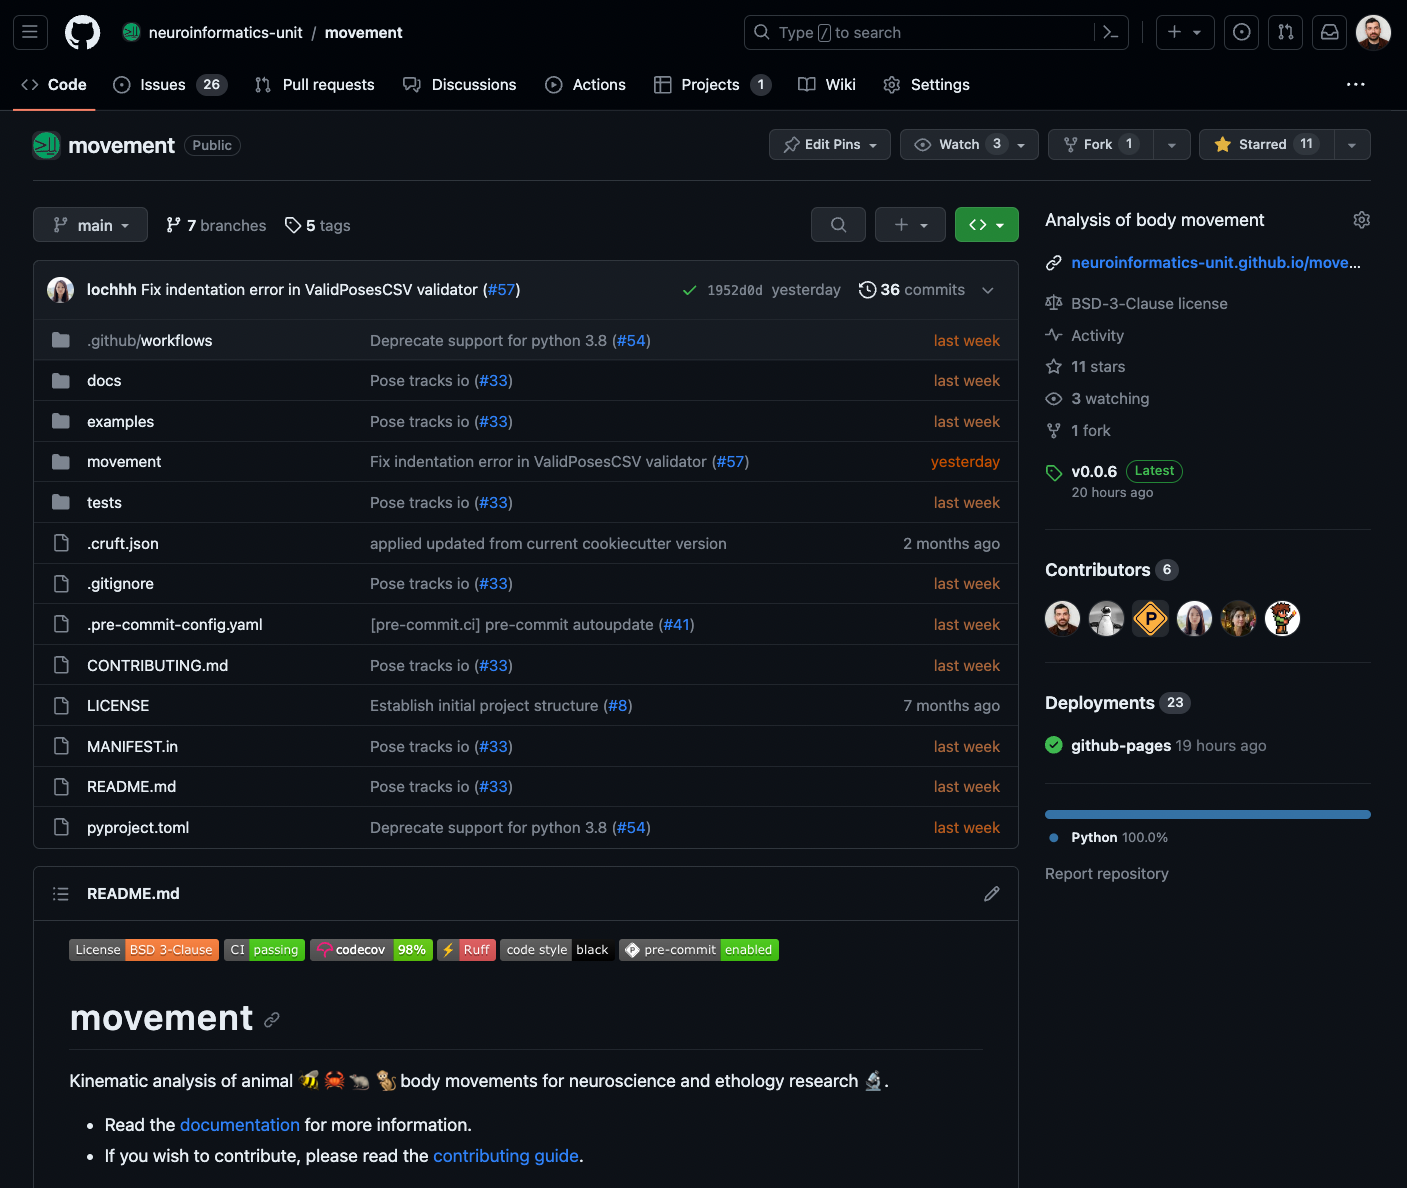 neuroinformatics-unit / movement
Type / to search
Code
Issues 26
Pull requests
Discussions
Actions
Projects 1
Wiki
Settings
movement Public
Edit Pins
Watch 3
Fork 1
Starred 11
main
7 branches
5 tags
lochhh Fix indentation error in ValidPosesCSV validator (#57) 1952d0d yesterday 36 commits
.github/workflows Deprecate support for python 3.8 (#54) last week
docs Pose tracks io (#33) last week
examples Pose tracks io (#33) last week
movement Fix indentation error in ValidPosesCSV validator (#57) yesterday
tests Pose tracks io (#33) last week
.cruft.json applied updated from current cookiecutter version 2 months ago
.gitignore Pose tracks io (#33) last week
.pre-commit-config.yaml [pre-commit.ci] pre-commit autoupdate (#41) last week
CONTRIBUTING.md Pose tracks io (#33) last week
LICENSE Establish initial project structure (#8) 7 months ago
MANIFEST.in Pose tracks io (#33) last week
README.md Pose tracks io (#33) last week
pyproject.toml Deprecate support for python 3.8 (#54) last week
README.md
License BSD 3-Clause CI passing codecov 98% Ruff code style black pre-commit enabled
movement
Kinematic analysis of animal 🐝 🦀 🐀 🐒 body movements for neuroscience and ethology research 🔬.
• Read the documentation for more information.
• If you wish to contribute, please read the contributing guide.
Analysis of body movement
neuroinformatics-unit.github.io/move...
BSD-3-Clause license
Activity
11 stars
3 watching
1 fork
v0.0.6 Latest
20 hours ago
Contributors 6
P
Deployments 23
github-pages 19 hours ago
Python 100.0%
Report repository